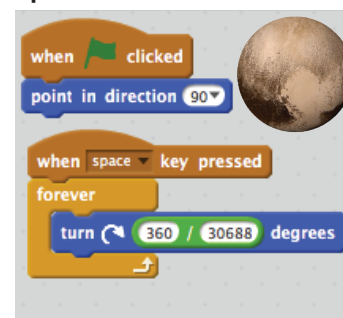 when clicked
point in direction 90
when space key pressed
forever
turn 360 / 30688 degrees